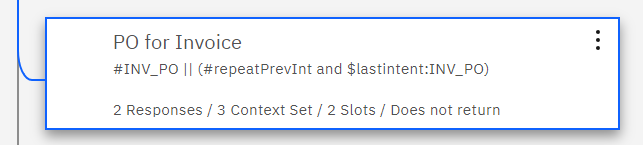 PO for Invoice
#INV_PO || (#repeatPrevInt and $lastintent:INV_PO)
2 Responses / 3 Context Set / 2 Slots / Does not return